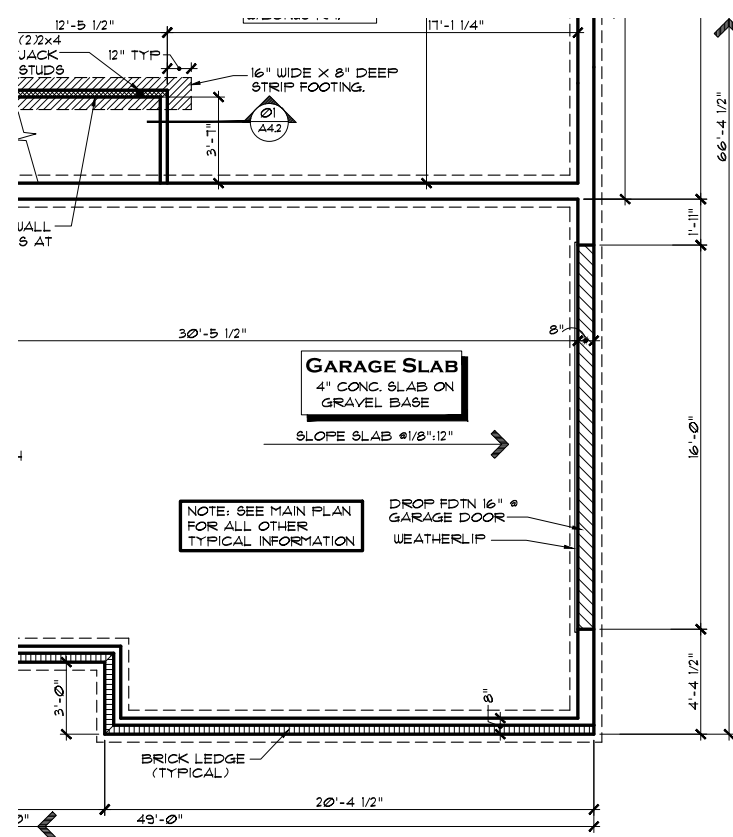 12'-5 1/2"
17'-1 1/4"
(2)2x4
JACK
STUDS
12" TYP
16" WIDE X 8" DEEP
STRIP FOOTING.
01
A4.2
3'-7"
66'-4 1/2"
1'-11"
WALL
S AT
30'-5 1/2"
8"
GARAGE SLAB
4" CONC. SLAB ON
GRAVEL BASE
SLOPE SLAB @1/8":12"
16'-0"
NOTE: SEE MAIN PLAN
FOR ALL OTHER
TYPICAL INFORMATION
DROP FDTN 16" @
GARAGE DOOR
WEATHERLIP
3'-0"
8"
4'-4 1/2"
BRICK LEDGE
(TYPICAL)
20'-4 1/2"
0"
49'-0"